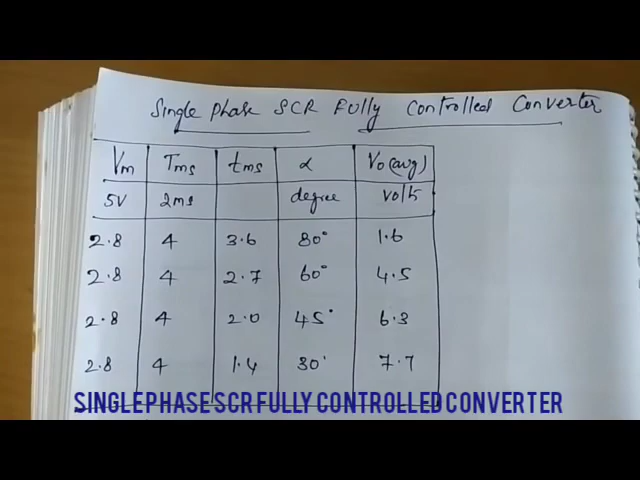 Single Phase SCR Fully Controlled Converter
Vm Tms tms α Vo(avg)
5V 2ms degree volts
2.8 4 3.6 80° 1.6
2.8 4 2.7 60° 4.5
2.8 4 2.0 45° 6.3
2.8 4 1.4 30° 7.7
SINGLE PHASE SCR FULLY CONTROLLED CONVERTER